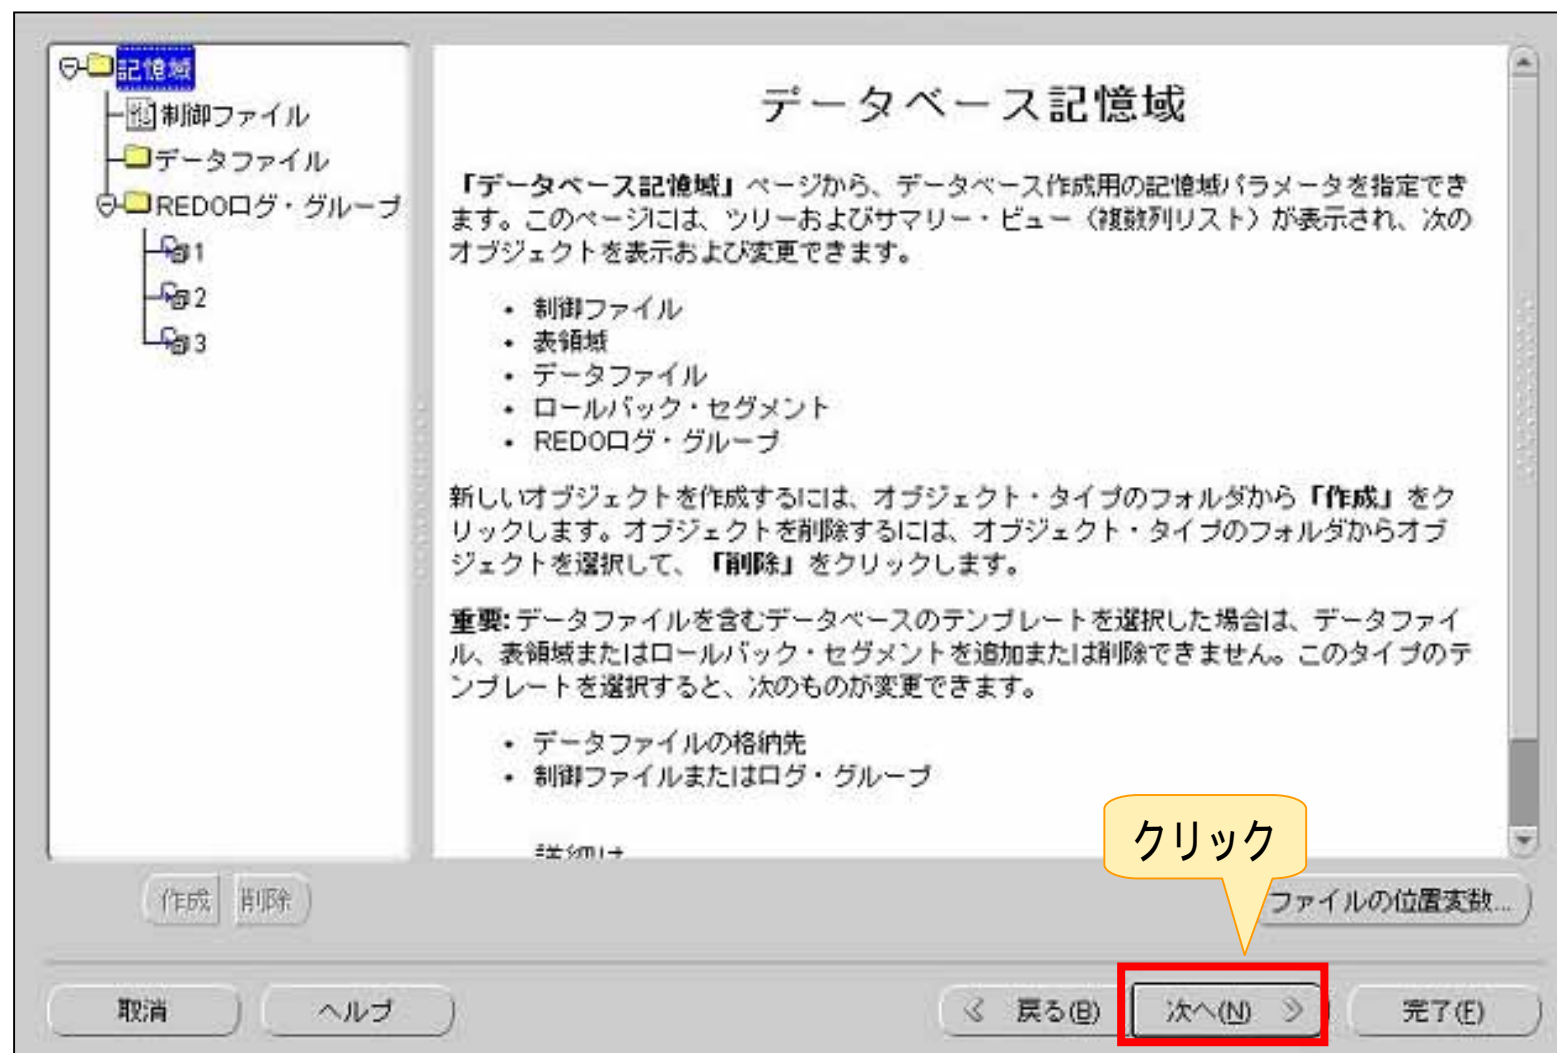 記憶域
制御ファイル
データファイル
REDOログ・グループ
1
2
3
データベース記憶域
「データベース記憶域」ページから、データベース作成用の記憶域パラメータを指定でき
ます。このページには、ツリーおよびサマリー・ビュー（複数列リスト）が表示され、次の
オブジェクトを表示および変更できます。
• 制御ファイル
• 表領域
• データファイル
• ロールバック・セグメント
• REDOログ・グループ
新しいオブジェクトを作成するには、オブジェクト・タイプのフォルダから「作成」をク
リックします。オブジェクトを削除するには、オブジェクト・タイプのフォルダからオブ
ジェクトを選択して、「削除」をクリックします。
重要: データファイルを含むデータベースのテンプレートを選択した場合は、データファイ
ル、表領域またはロールバック・セグメントを追加または削除できません。このタイプのテ
ンプレートを選択すると、次のものが変更できます。
• データファイルの格納先
• 制御ファイルまたはログ・グループ
クリック
作成
削除
ファイルの位置変数...
取消
ヘルプ
戻る(B)
次へ(N)
完了(F)